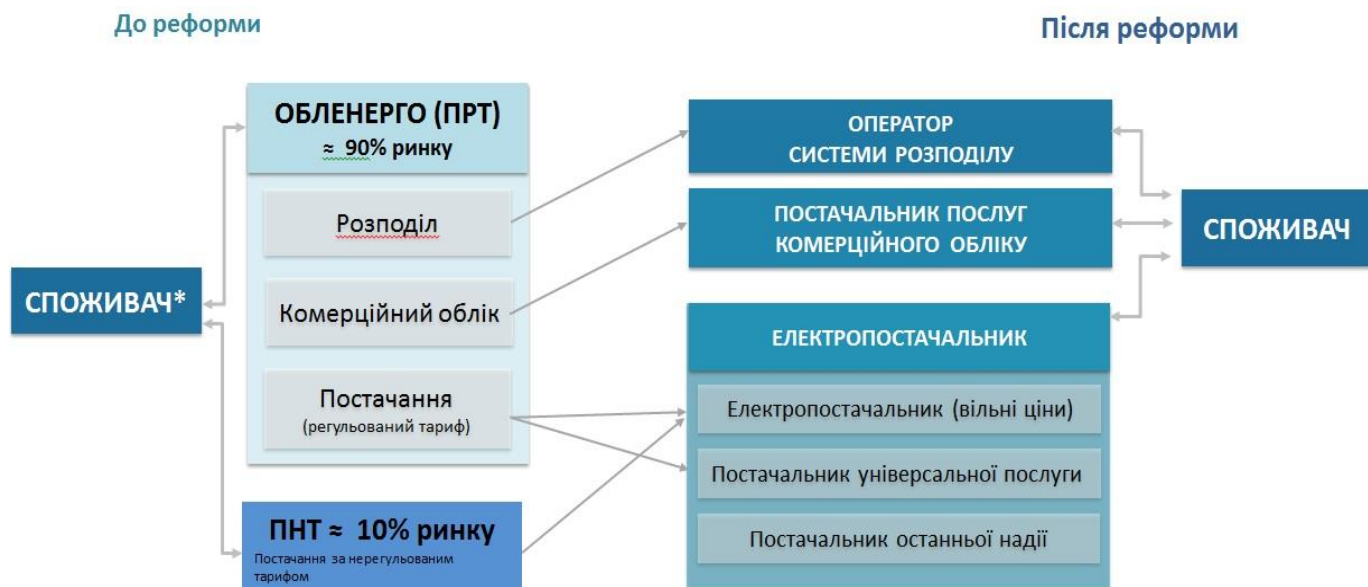 До реформи
Після реформи
ОБЛЕНЕРГО (ПРТ)
≈ 90% ринку
Розподіл
Комерційний облік
Постачання
(регульований тариф)
СПОЖИВАЧ*
ПНТ ≈ 10% ринку
Постачання за нерегульованим
тарифом
ОПЕРАТОР
СИСТЕМИ РОЗПОДІЛУ
ПОСТАЧАЛЬНИК ПОСЛУГ
КОМЕРЦІЙНОГО ОБЛІКУ
ЕЛЕКТРОПОСТАЧАЛЬНИК
Електропостачальник (вільні ціни)
Постачальник універсальної послуги
Постачальник останньої надії
СПОЖИВАЧ